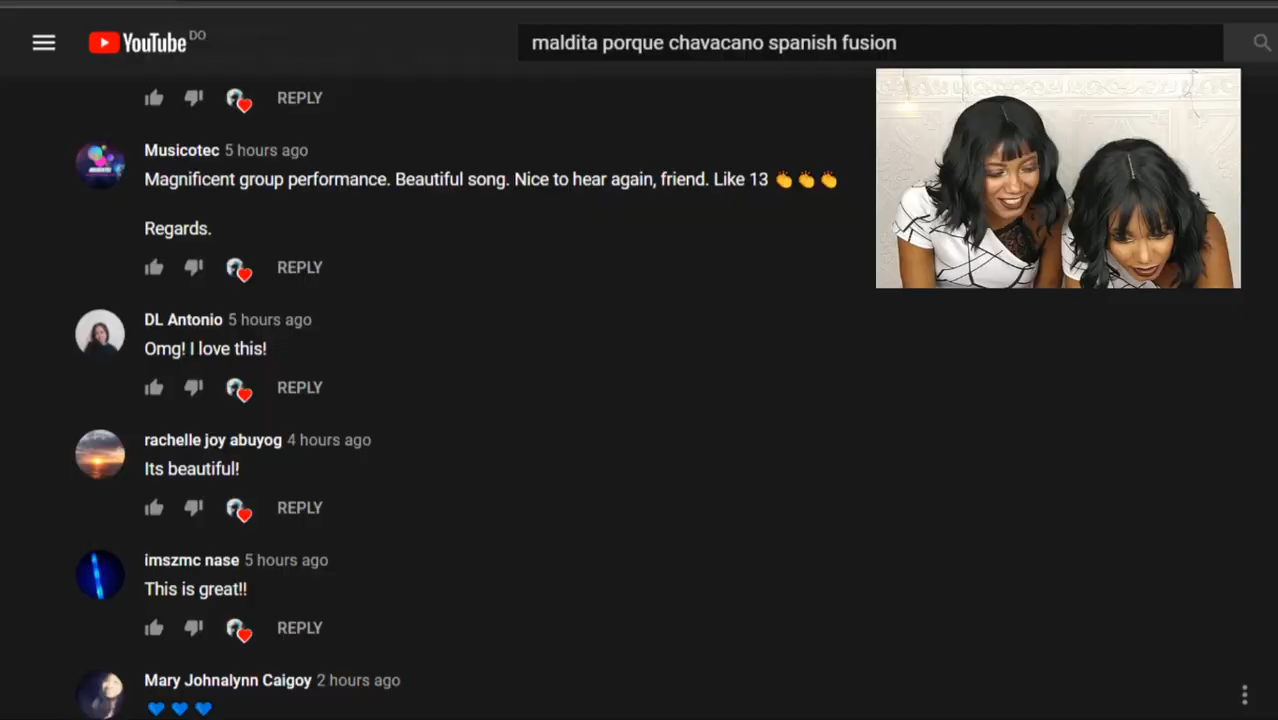 YouTube DO
maldita porque chavacano spanish fusion
REPLY
Musicotec 5 hours ago
Magnificent group performance. Beautiful song. Nice to hear again, friend. Like 13 👏 👏 👏
Regards.
REPLY
DL Antonio 5 hours ago
Omg! I love this!
REPLY
rachelle joy abuyog 4 hours ago
Its beautiful!
REPLY
imszmc nase 5 hours ago
This is great!!
REPLY
Mary Johnalynn Caigoy 2 hours ago
💙 💙 💙